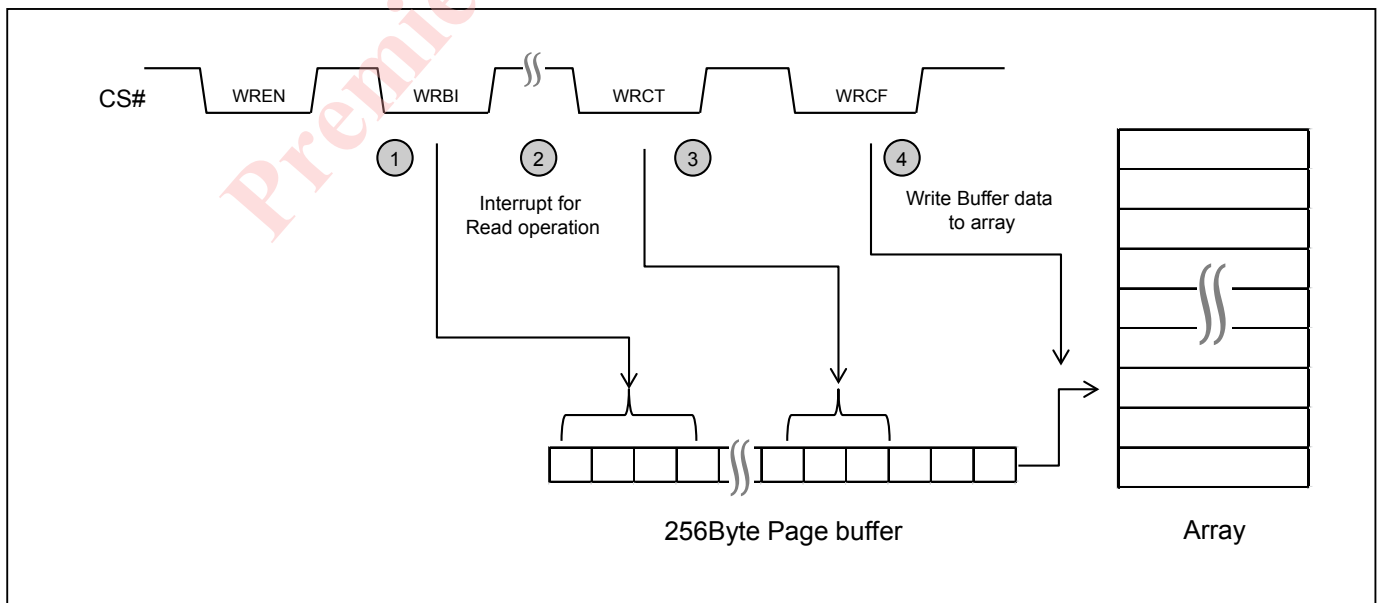 Premie
CS#
WREN
WRBI
WRCT
WRCF
1
2
3
4
Interrupt for
Read operation
Write Buffer data
to array
256Byte Page buffer
Array